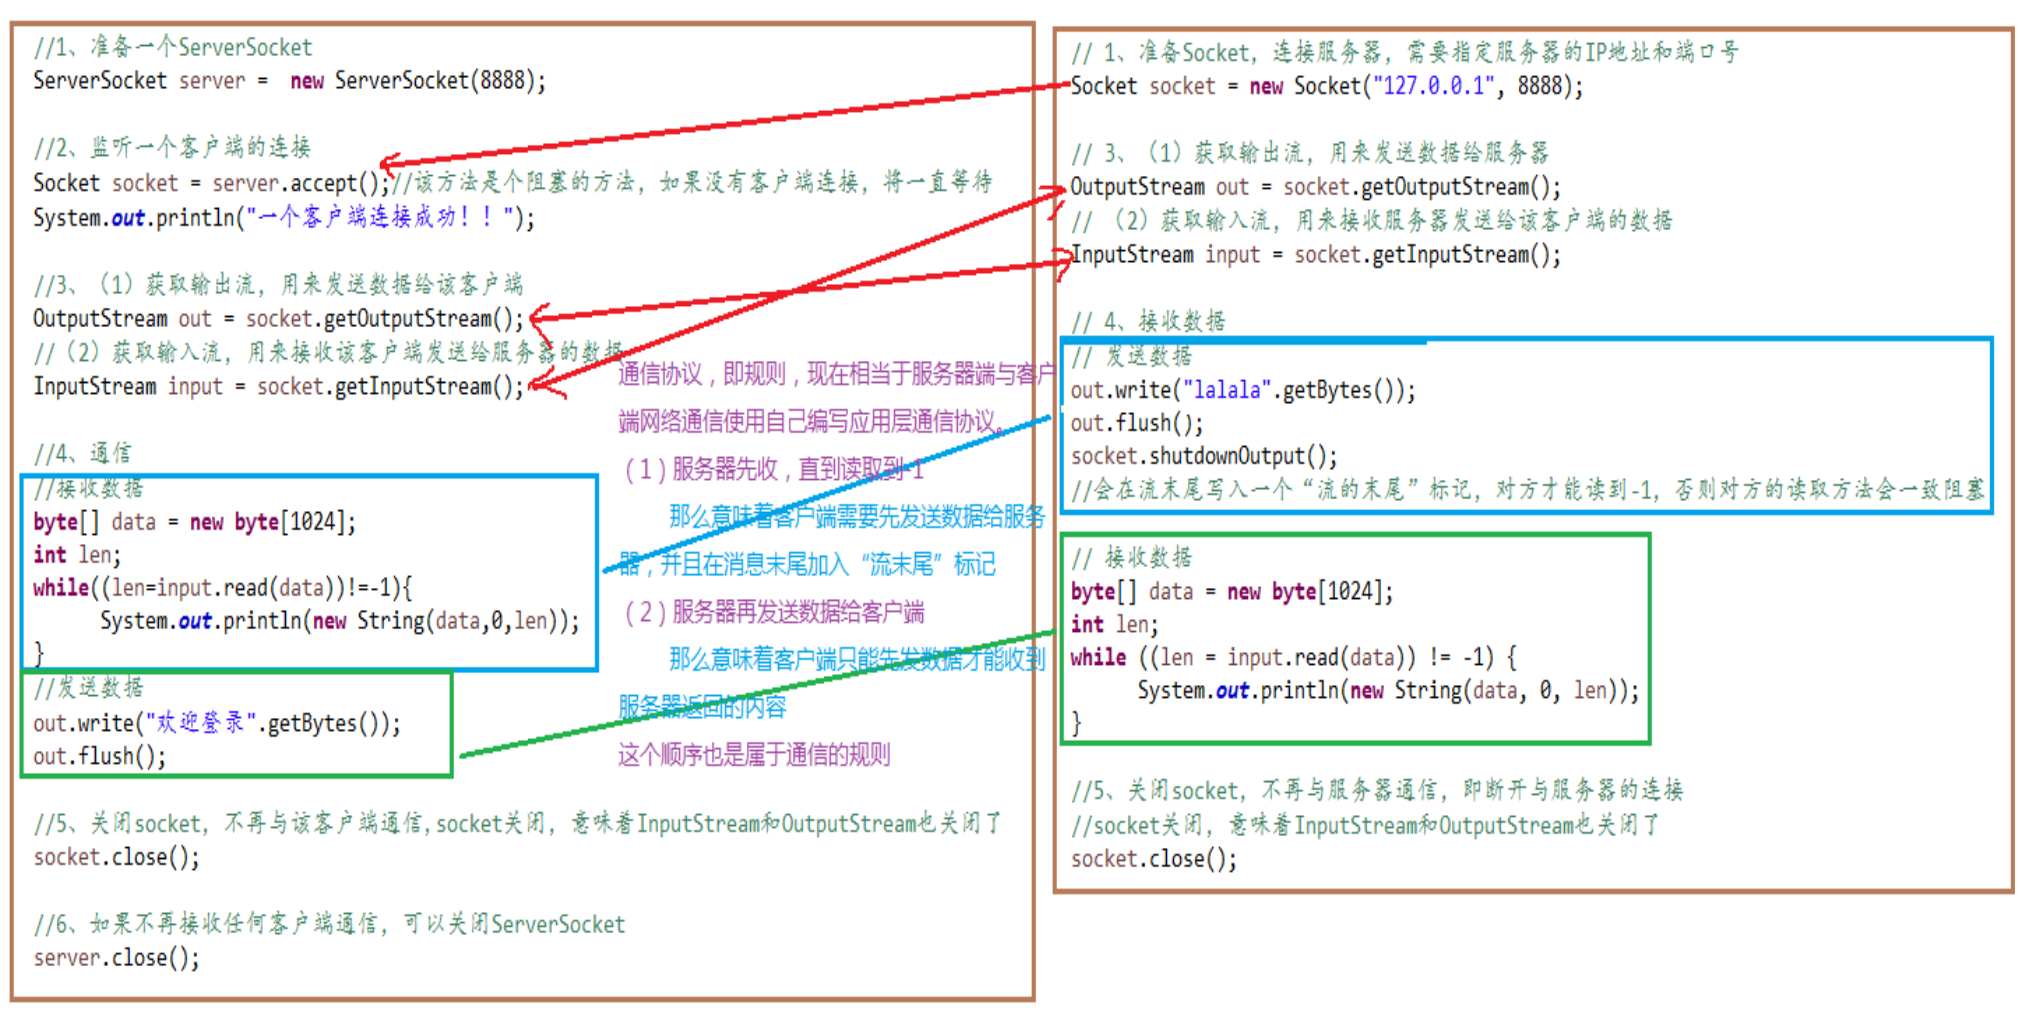 //1、准备一个ServerSocket
ServerSocket server =  new ServerSocket(8888);
//2、监听一个客户端的连接
Socket socket = server.accept();//该方法是个阻塞的方法，如果没有客户端连接，将一直等待
System.out.println("一个客户端连接成功！！");
//3、（1）获取输出流，用来发送数据给该客户端
OutputStream out = socket.getOutputStream();
//（2）获取输入流，用来接收该客户端发送给服务器的数据
InputStream input = socket.getInputStream();
//4、通信
//接收数据
byte[] data = new byte[1024];
int len;
while((len=input.read(data))!=-1){
System.out.println(new String(data,0,len));
}
//发送数据
out.write("欢迎登录".getBytes());
out.flush();
//5、关闭socket，不再与该客户端通信,socket关闭，意味着InputStream和OutputStream也关闭了
socket.close();
//6、如果不再接收任何客户端通信，可以关闭ServerSocket
server.close();
通信协议，即规则，现在相当于服务器端与客户
端网络通信使用自己编写应用层通信协议。
（1）服务器先收，直到读取到-1
那么意味着客户端需要先发送数据给服务
器，并且在消息末尾加入“流末尾”标记
（2）服务器再发送数据给客户端
那么意味着客户端只能先发数据才能收到
服务器返回的内容
这个顺序也是属于通信的规则
// 1、准备Socket，连接服务器，需要指定服务器的IP地址和端口号
Socket socket = new Socket("127.0.0.1", 8888);
// 3、（1）获取输出流，用来发送数据给服务器
OutputStream out = socket.getOutputStream();
// （2）获取输入流，用来接收服务器发送给该客户端的数据
InputStream input = socket.getInputStream();
// 4、接收数据
// 发送数据
out.write("lalala".getBytes());
out.flush();
socket.shutdownOutput();
//会在流末尾写入一个“流的末尾”标记，对方才能读到-1，否则对方的读取方法会一致阻塞
// 接收数据
byte[] data = new byte[1024];
int len;
while ((len = input.read(data)) != -1) {
System.out.println(new String(data, 0, len));
}
//5、关闭socket，不再与服务器通信，即断开与服务器的连接
//socket关闭，意味着InputStream和OutputStream也关闭了
socket.close();